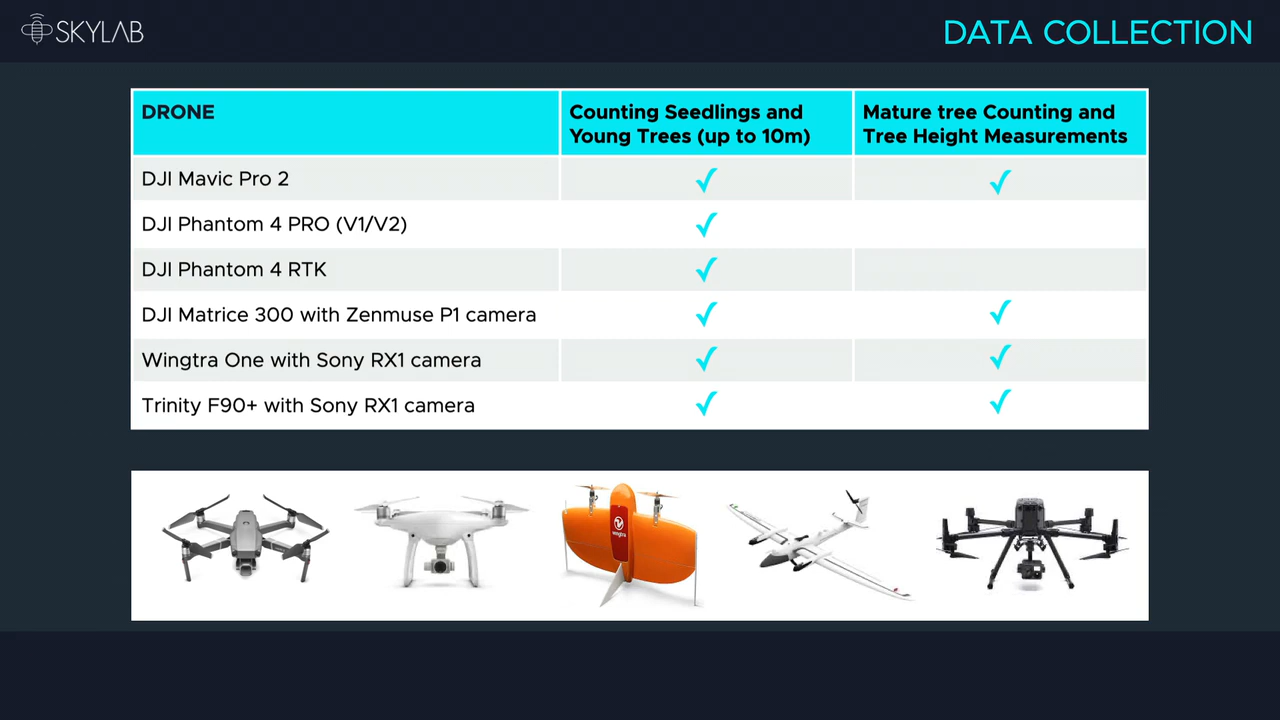 SKYLAB
DATA COLLECTION
DRONE
Counting Seedlings and
Young Trees (up to 10m)
Mature tree Counting and
Tree Height Measurements
DJI Mavic Pro 2 ✓ ✓
DJI Phantom 4 PRO (V1/V2) ✓
DJI Phantom 4 RTK ✓
DJI Matrice 300 with Zenmuse P1 camera ✓ ✓
Wingtra One with Sony RX1 camera ✓ ✓
Trinity F90+ with Sony RX1 camera ✓ ✓
wingtra